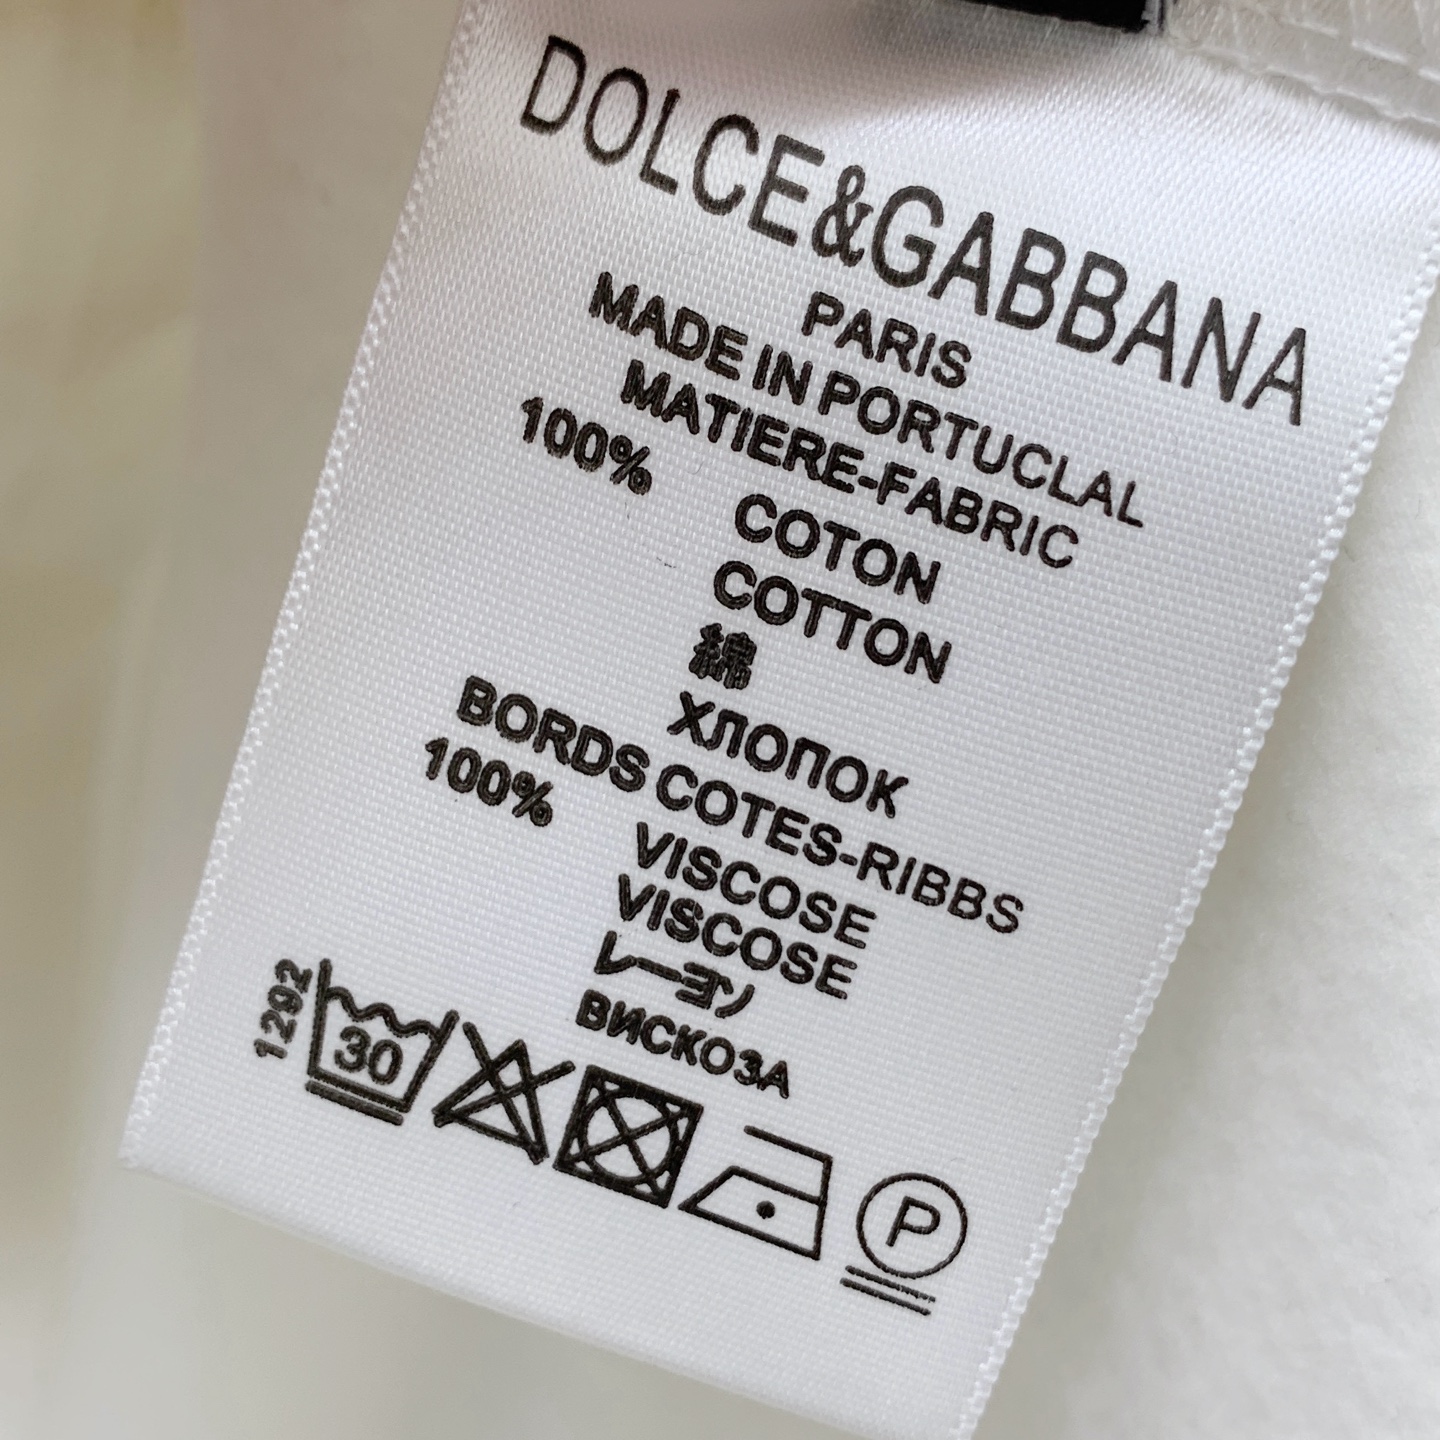 DOLCE&GABBANA
PARIS
MADE IN PORTUCLAL
MATIERE-FABRIC
100% COTON
COTTON
綿
ХЛОПОК
BORDS COTES-RIBBS
100% VISCOSE
VISCOSE
レーヨン
ВИСКОЗА
1292
30
P